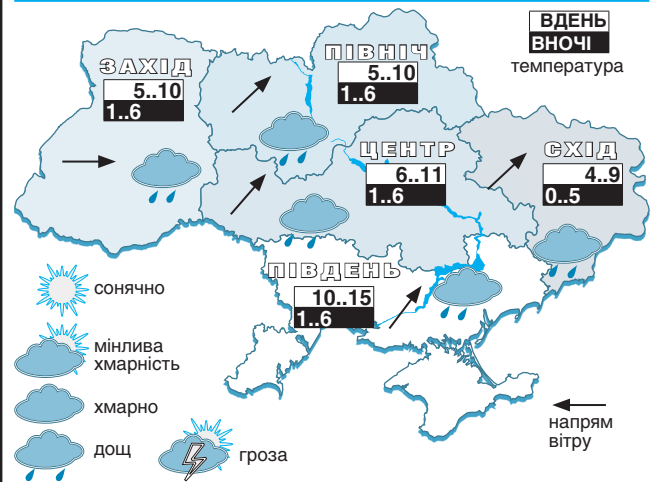 ВДЕНЬ
ВНОЧІ
температура
ПІВНІЧ
5..10
1..6
ЗАХІД
5..10
1..6
ЦЕНТР
6..11
1..6
СХІД
4..9
0..5
ПІВДЕНЬ
10..15
1..6
сонячно
мінлива
хмарність
хмарно
дощ
гроза
напрям
вітру